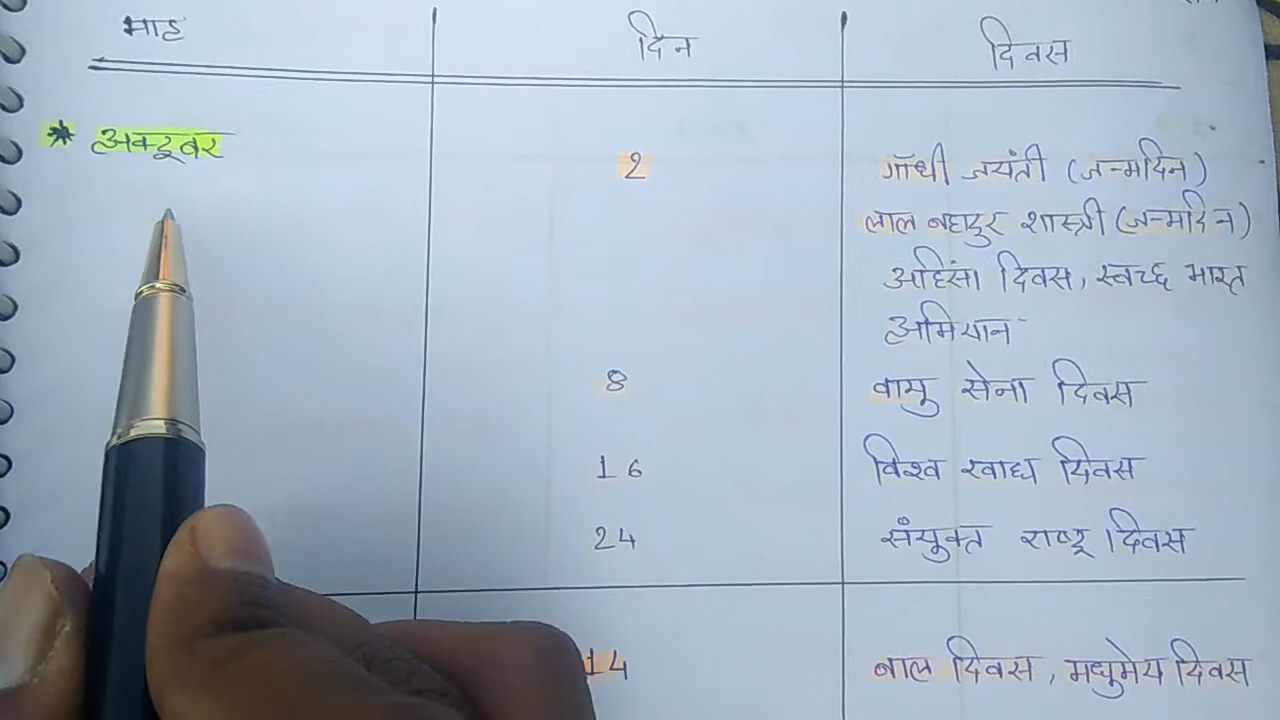 माह दिन दिवस
* अक्टूबर
2 गाँधी जयंती (जन्मदिन)
लाल बहादुर शास्त्री (जन्मदिन)
अहिंसा दिवस, स्वच्छ भारत
अभियान
8 वायु सेना दिवस
16 विश्व खाद्य दिवस
24 संयुक्त राष्ट्र दिवस
14 बाल दिवस, मधुमेय दिवस